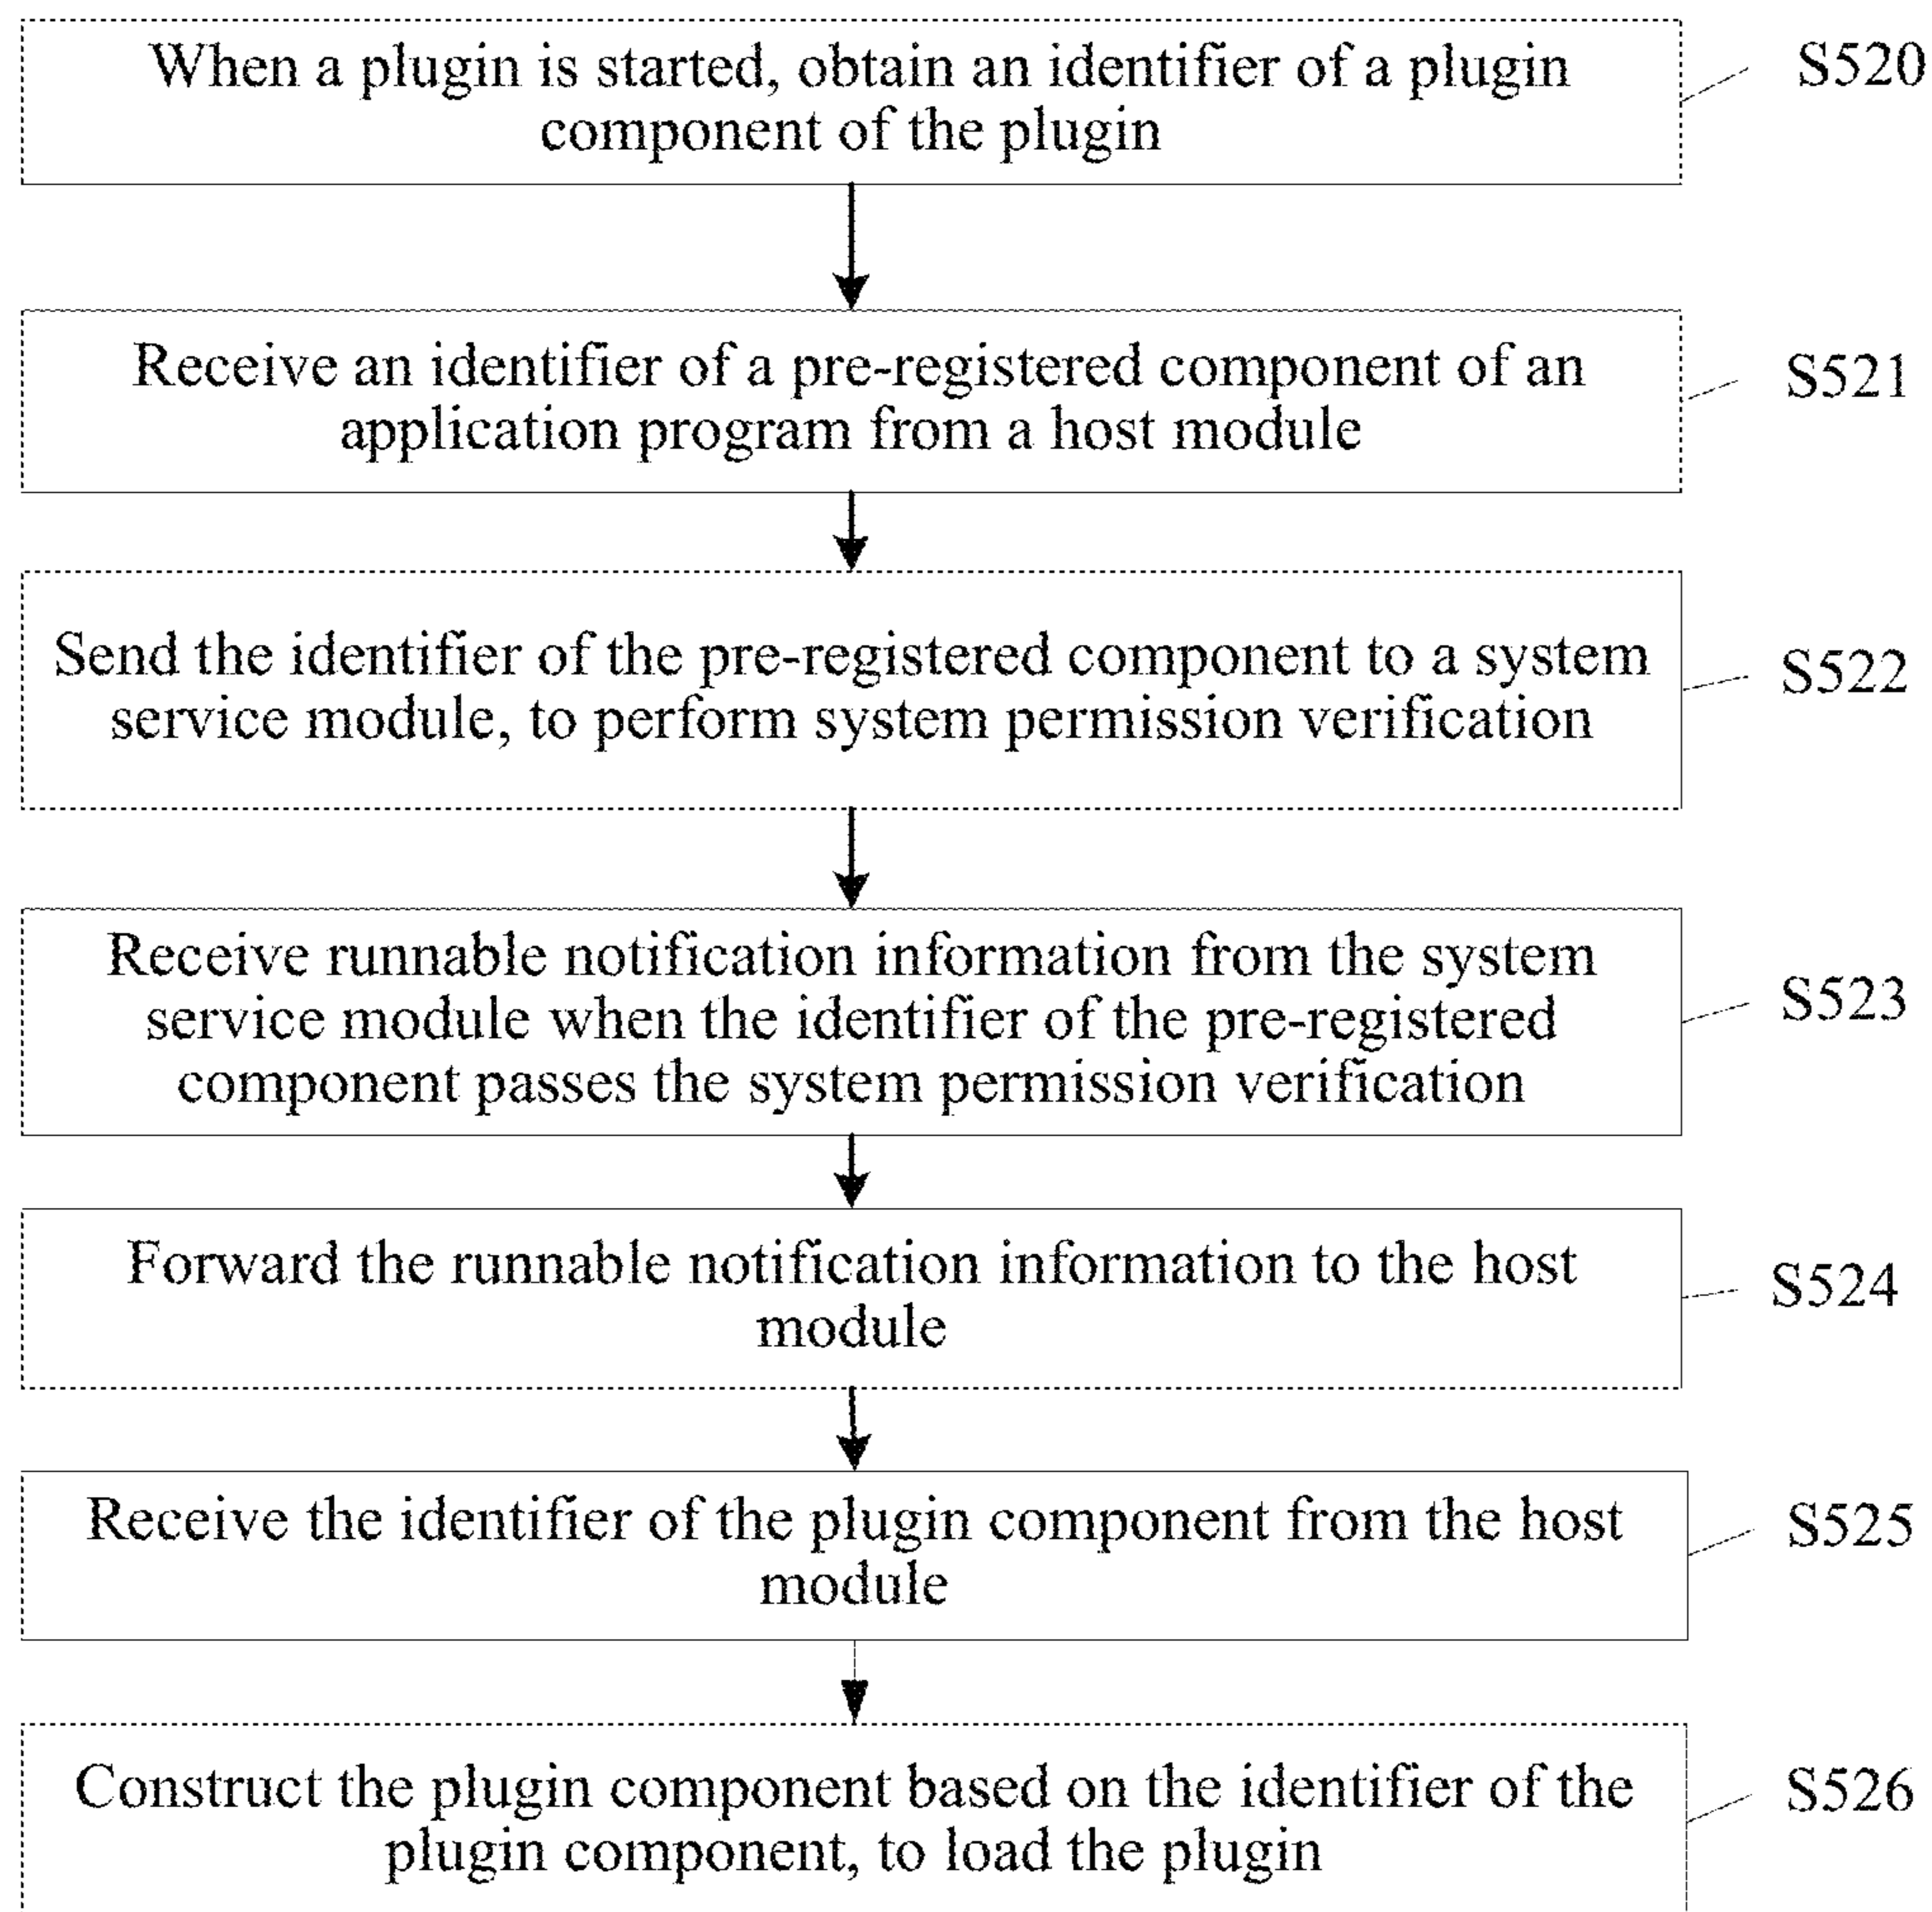 When a plugin is started, obtain an identifier of a plugin
component of the plugin
S520
Receive an identifier of a pre-registered component of an
application program from a host module
S521
Send the identifier of the pre-registered component to a system
service module, to perform system permission verification
S522
Receive runnable notification information from the system
service module when the identifier of the pre-registered
component passes the system permission verification
S523
Forward the runnable notification information to the host
module
S524
Receive the identifier of the plugin component from the host
module
S525
Construct the plugin component based on the identifier of the
plugin component, to load the plugin
S526